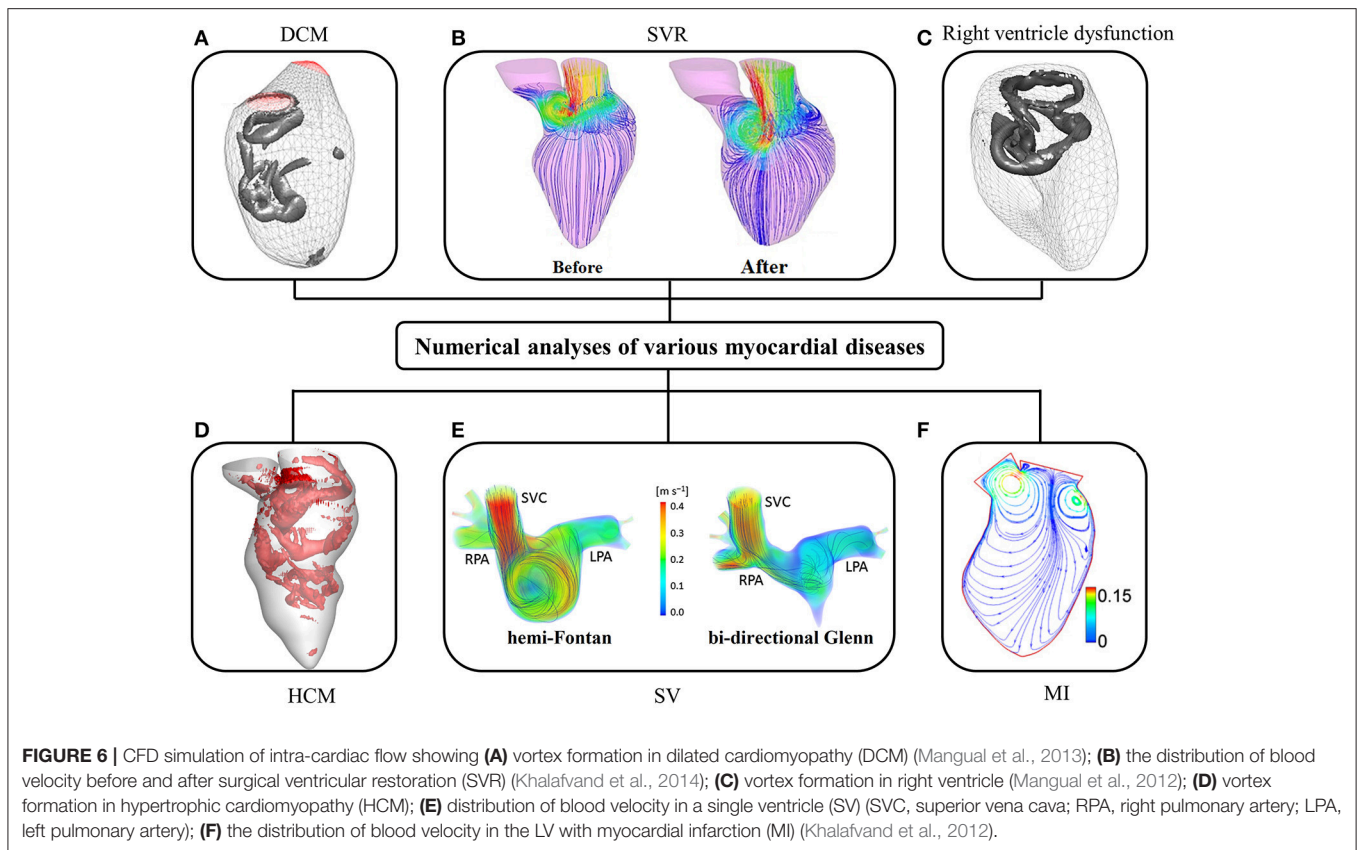 A
DCM
B
SVR
C
Right ventricle dysfunction
Before
After
Numerical analyses of various myocardial diseases
D
HCM
E
[m s⁻¹]
0.4
0.3
0.2
0.1
0.0
SVC
RPA
LPA
hemi-Fontan
SVC
RPA
LPA
bi-directional Glenn
SV
F
0.15
0
MI
FIGURE 6 | CFD simulation of intra-cardiac flow showing (A) vortex formation in dilated cardiomyopathy (DCM) (Mangual et al., 2013); (B) the distribution of blood
velocity before and after surgical ventricular restoration (SVR) (Khalafvand et al., 2014); (C) vortex formation in right ventricle (Mangual et al., 2012); (D) vortex
formation in hypertrophic cardiomyopathy (HCM); (E) distribution of blood velocity in a single ventricle (SV) (SVC, superior vena cava; RPA, right pulmonary artery; LPA,
left pulmonary artery); (F) the distribution of blood velocity in the LV with myocardial infarction (MI) (Khalafvand et al., 2012).